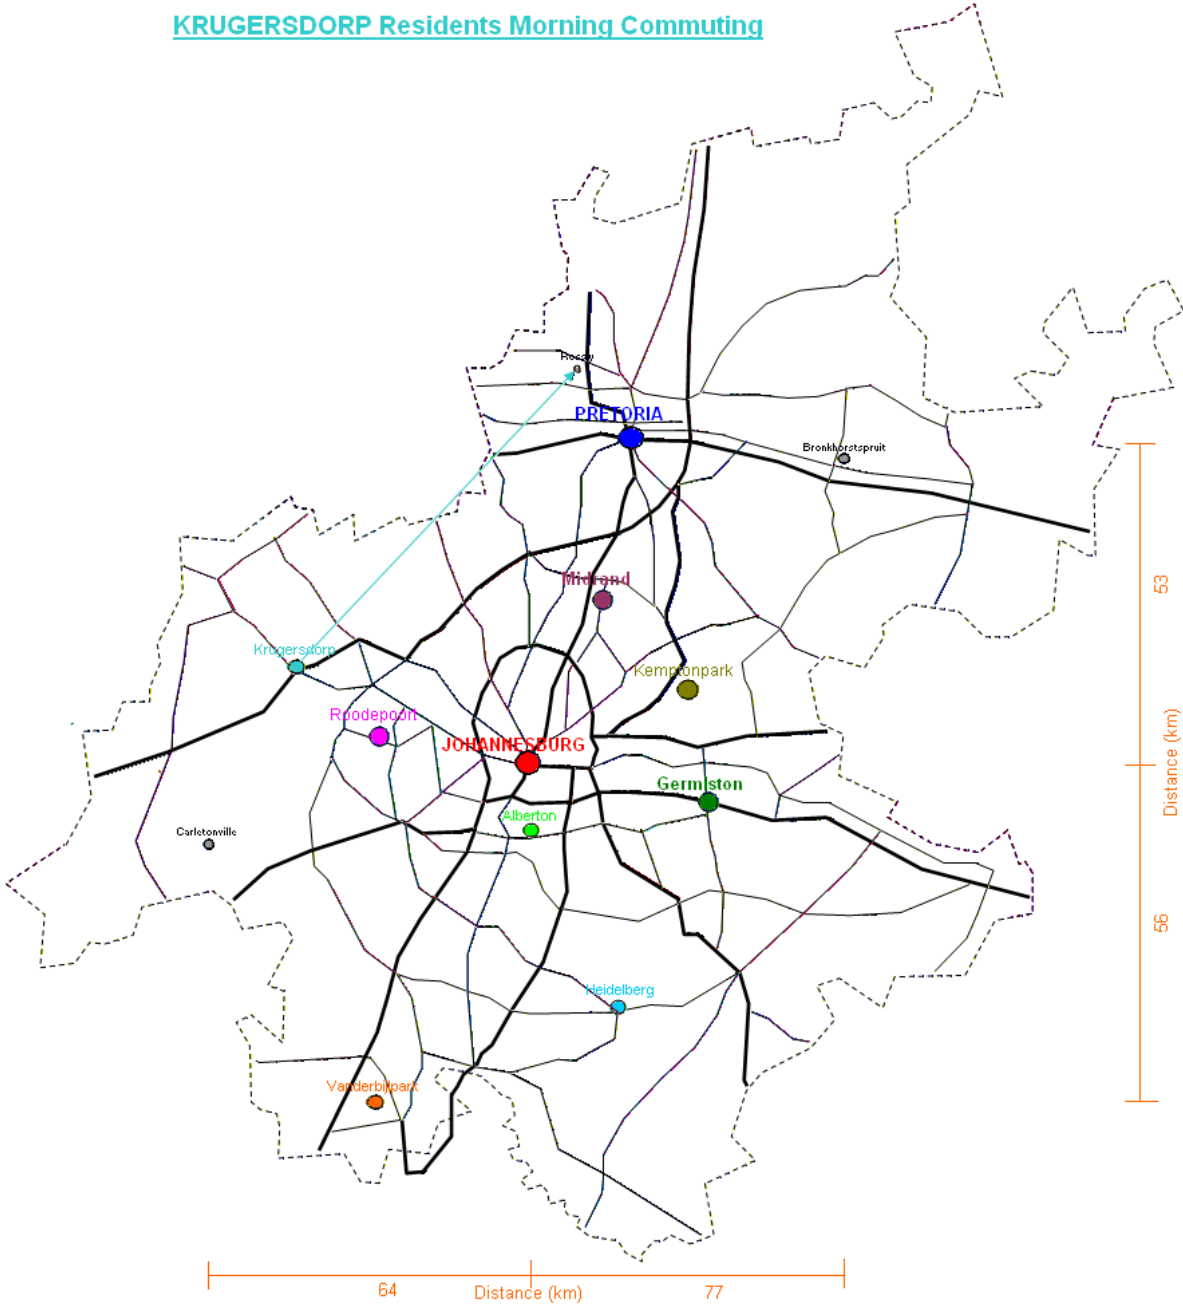 KRUGERSDORP Residents Morning Commuting
PRETORIA
Bronkhorstspruit
Midrand
53
Krugersdorp
Kemptonpark
Roodepoort
JOHANNESBURG
Distance (km)
Germiston
Alberton
Carletonville
56
Heidelberg
Vanderbijlpark
64
Distance (km)
77